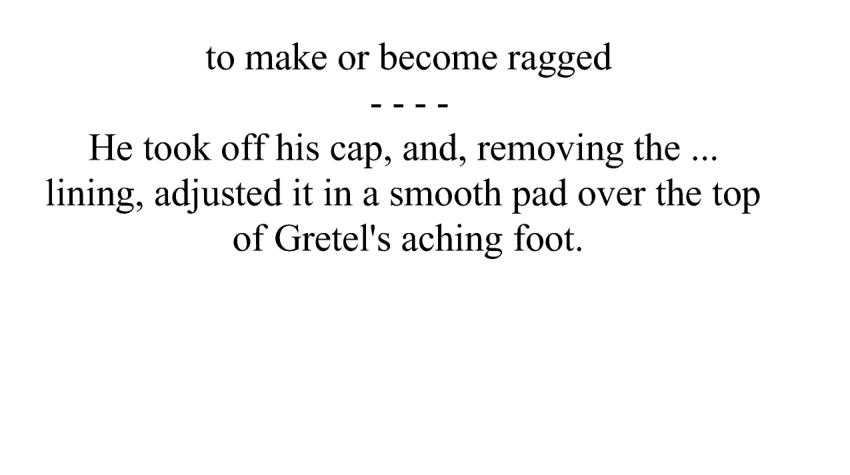 to make or become ragged
- - - -
He took off his cap, and, removing the ...
lining, adjusted it in a smooth pad over the top
of Gretel's aching foot.